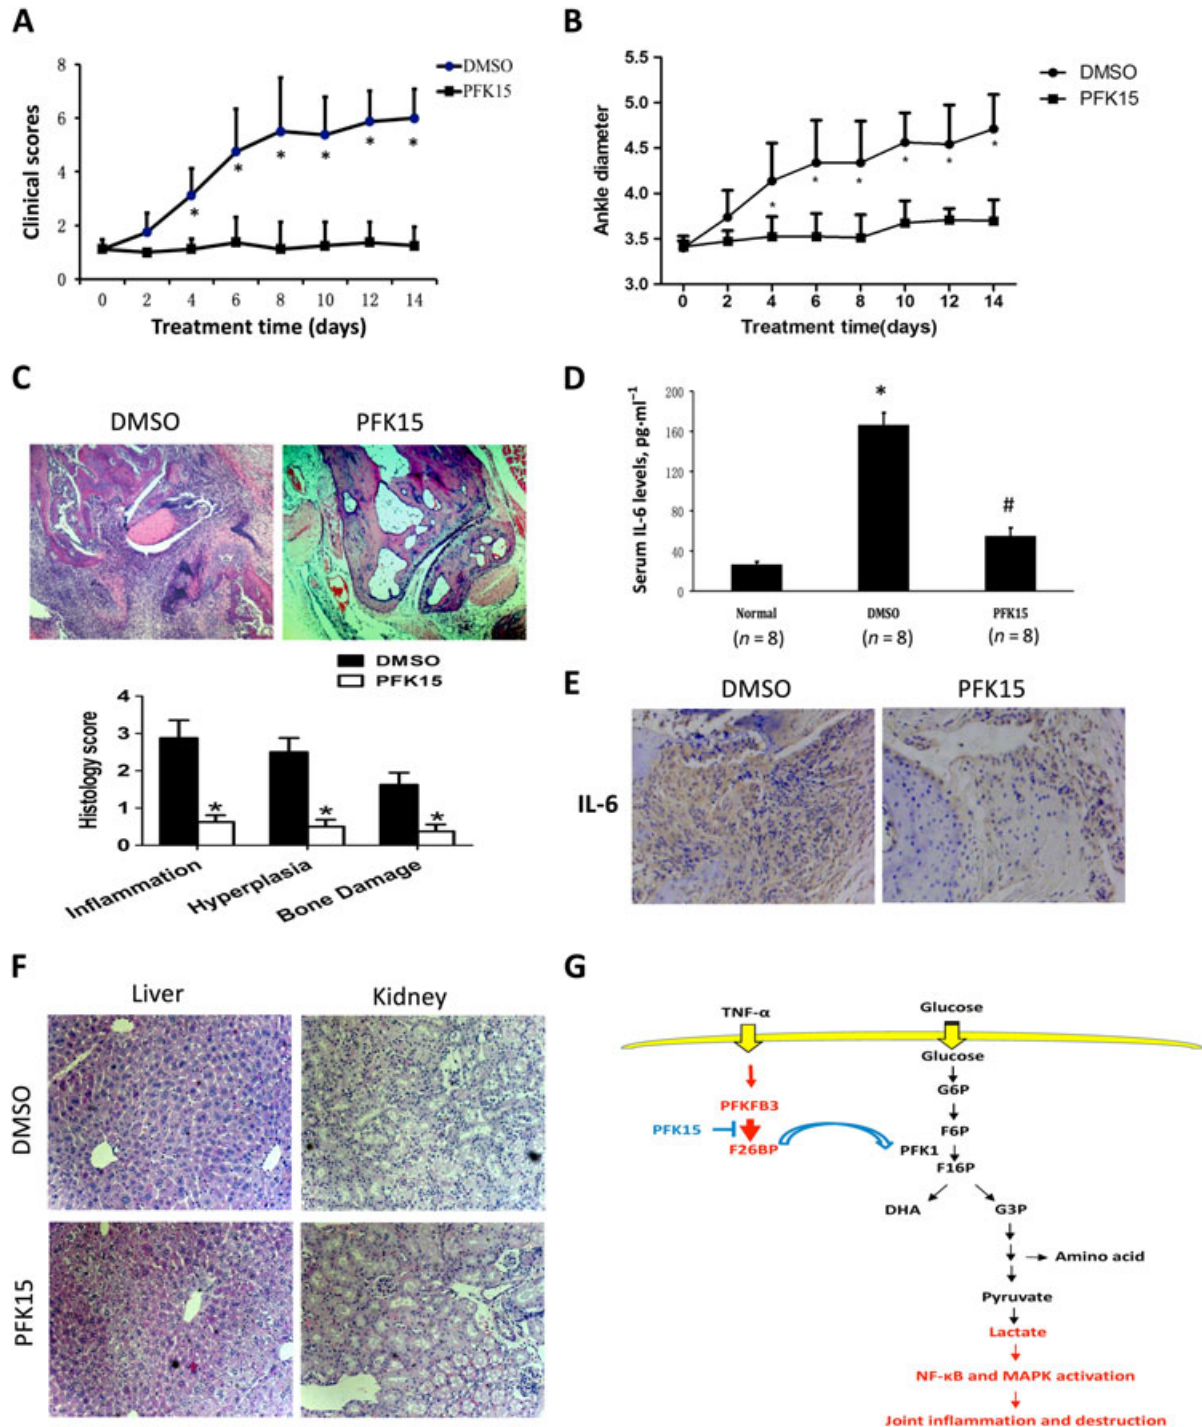 A
8
6
4
2
0
Clinical scores
DMSO
PFK15
*
*
*
*
*
*
0 2 4 6 8 10 12 14
Treatment time (days)
B
5.5
5.0
4.5
4.0
3.5
3.0
Ankle diameter
DMSO
PFK15
*
*
*
*
*
*
0 2 4 6 8 10 12 14
Treatment time(days)
C
DMSO PFK15
DMSO
PFK15
4
3
2
1
0
Histology score
* * *
Inflammation
Hyperplasia
Bone Damage
D
200
160
120
80
40
0
Serum IL-6 levels, pg·ml⁻¹
*
#
Normal DMSO PFK15
(n = 8) (n = 8) (n = 8)
E
DMSO PFK15
IL-6
F
Liver Kidney
DMSO
PFK15
G
TNF-α Glucose
Glucose
G6P
PFKFB3
PFK15
F6P
F26BP
PFK1
F16P
DHA G3P
Amino acid
Pyruvate
Lactate
NF-κB and MAPK activation
Joint inflammation and destruction